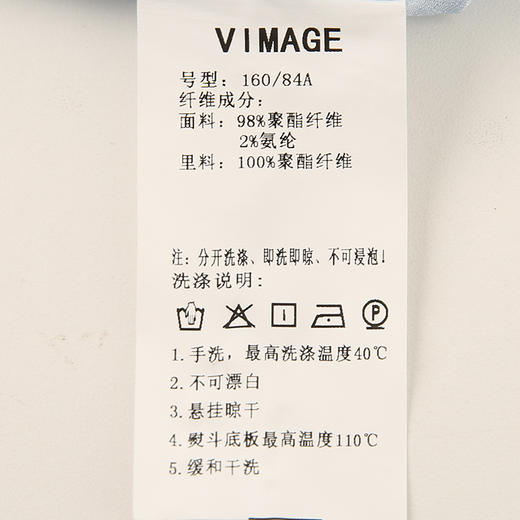 VIMAGE
号型: 160/84A
纤维成分:
面料: 98%聚酯纤维
2%氨纶
里料: 100%聚酯纤维
注: 分开洗涤、即洗即晾、不可浸泡!
洗涤说明:
P
1.手洗, 最高洗涤温度40℃
2.不可漂白
3.悬挂晾干
4.熨斗底板最高温度110℃
5.缓和干洗